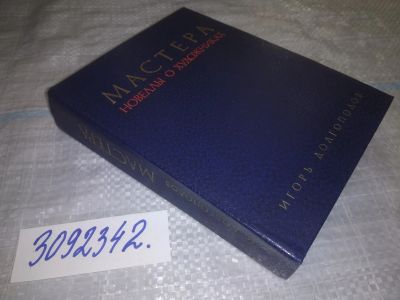 МАСТЕРА
НОВЕЛЛЫ О ХУДОЖНИКАХ
ИГОРЬ ДОЛГОПОЛОВ
МАСТЕРА
3092342.